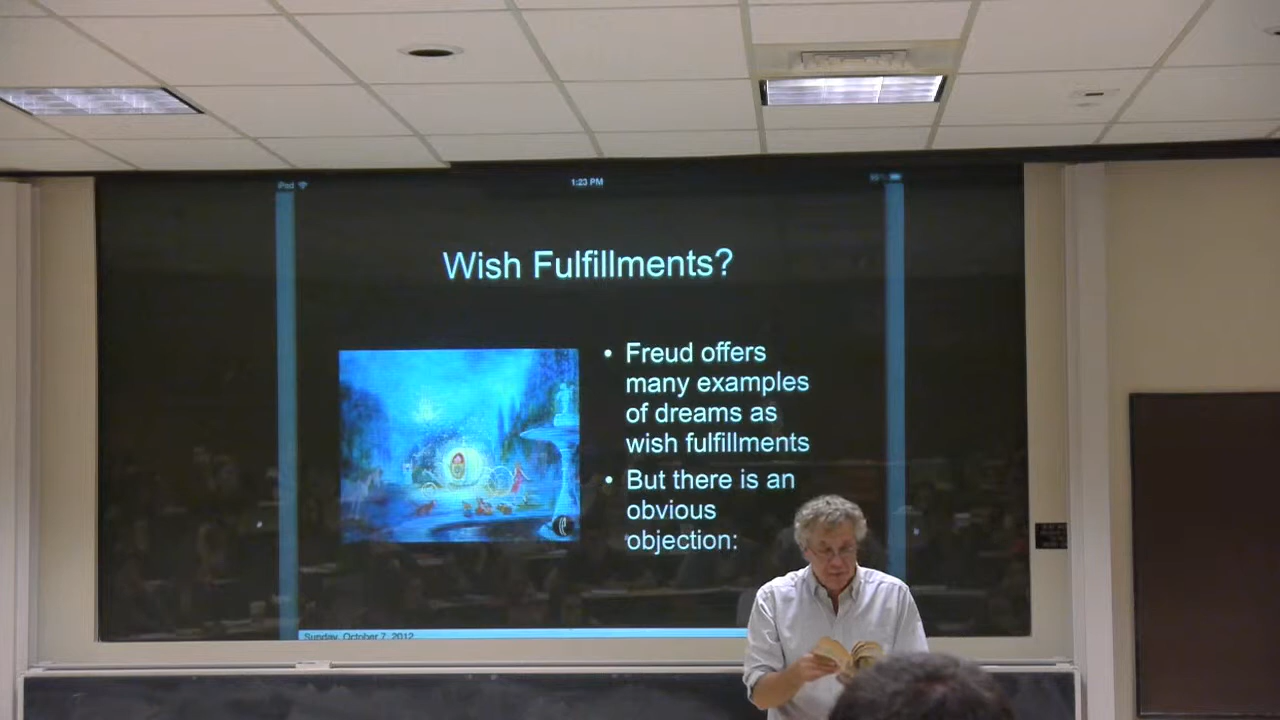 iPod
1:23 PM
Wish Fulfillments?
• Freud offers
many examples
of dreams as
wish fulfillments
• But there is an
obvious
objection:
Sunday, October 7, 2012